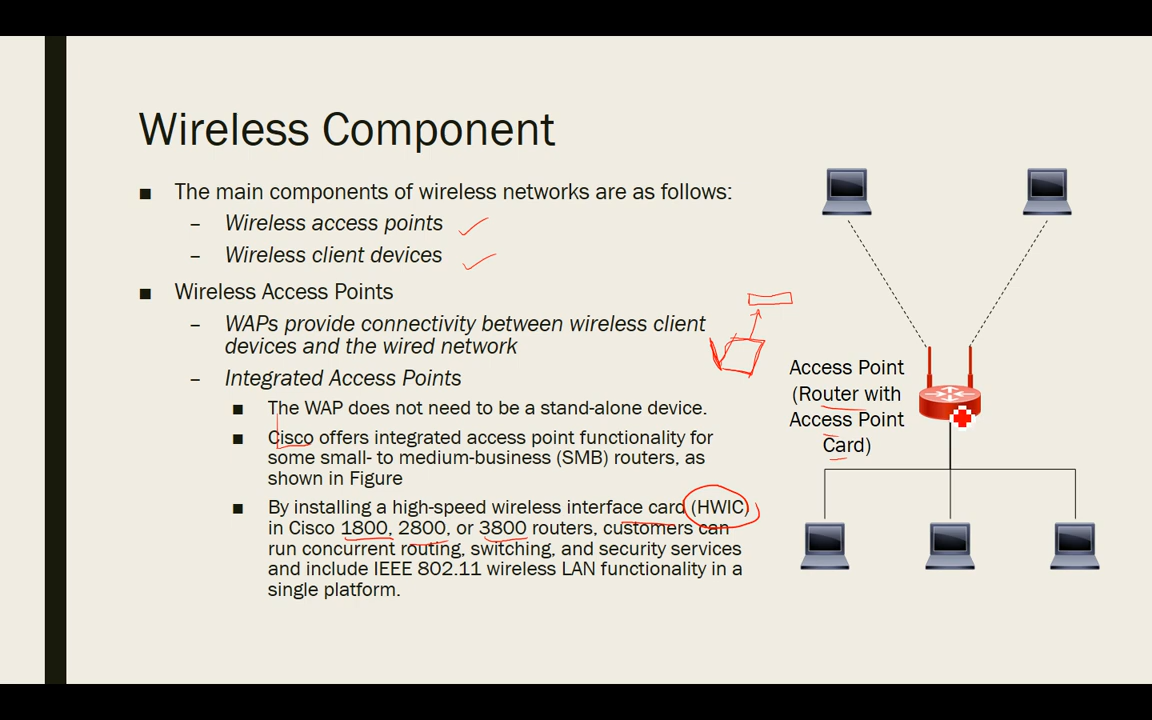 Wireless Component
■ The main components of wireless networks are as follows:
– Wireless access points
– Wireless client devices
■ Wireless Access Points
– WAPs provide connectivity between wireless client
devices and the wired network
– Integrated Access Points
■ The WAP does not need to be a stand-alone device.
■ Cisco offers integrated access point functionality for
some small- to medium-business (SMB) routers, as
shown in Figure
■ By installing a high-speed wireless interface card (HWIC)
in Cisco 1800, 2800, or 3800 routers, customers can
run concurrent routing, switching, and security services
and include IEEE 802.11 wireless LAN functionality in a
single platform.
Access Point
(Router with
Access Point
Card)